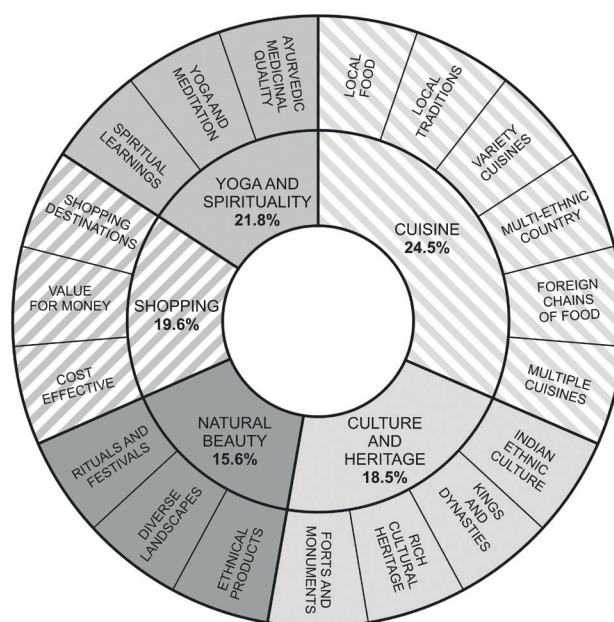 CUISINE
24.5%
LOCAL
FOOD
LOCAL
TRADITIONS
VARIETY
CUISINES
MULTI-ETHNIC
COUNTRY
FOREIGN
CHAINS
OF FOOD
MULTIPLE
CUISINES
CULTURE
AND
HERITAGE
18.5%
INDIAN
ETHNIC
CULTURE
KINGS
AND
DYNASTIES
RICH
CULTURAL
HERITAGE
FORTS AND
MONUMENTS
NATURAL
BEAUTY
15.6%
ETHNICAL
PRODUCTS
DIVERSE
LANDSCAPES
RITUALS AND
FESTIVALS
SHOPPING
19.6%
COST
EFFECTIVE
VALUE
FOR MONEY
SHOPPING
DESTINATIONS
YOGA AND
SPIRITUALITY
21.8%
SPIRITUAL
LEARNINGS
YOGA AND
MEDITATION
AYURVEDIC
MEDICINAL
QUALITY